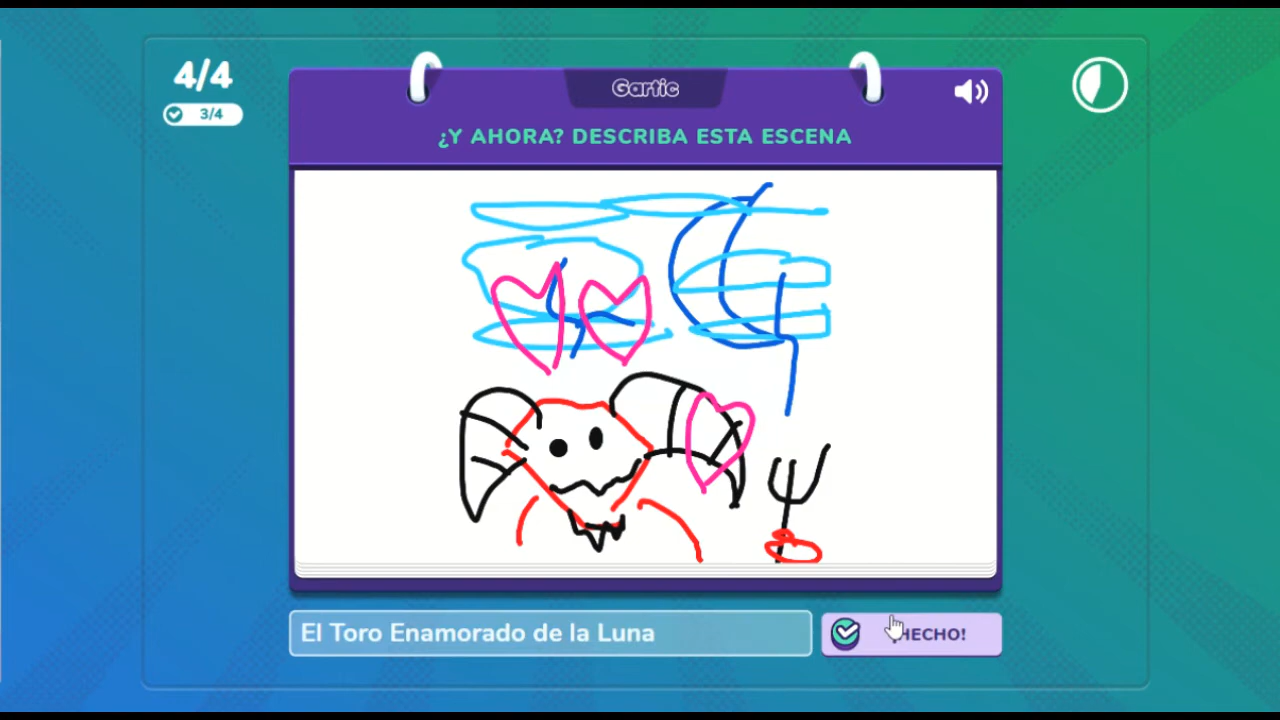 4/4
3/4
Gartic
¿Y AHORA? DESCRIBA ESTA ESCENA
El Toro Enamorado de la Luna
¡HECHO!